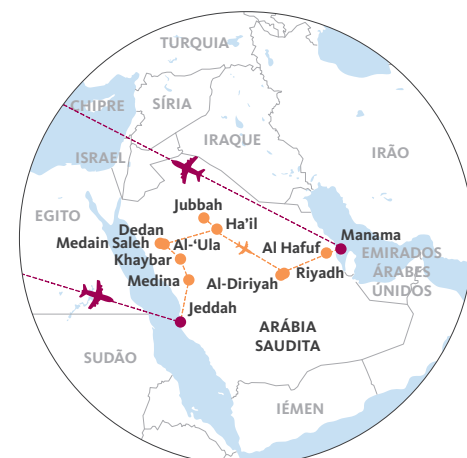 TURQUIA
CHIPRE
SÍRIA
IRAQUE
IRÃO
ISRAEL
EGITO
Jubbah
Ha'il
Manama
Dedan
Medain Saleh
Al-'Ula
Al Hafuf
EMIRADOS
ÁRABES
ÚNIDOS
Khaybar
Medina
Al-Diriyah
Riyadh
Jeddah
ARÁBIA
SAUDITA
SUDÃO
IÉMEN